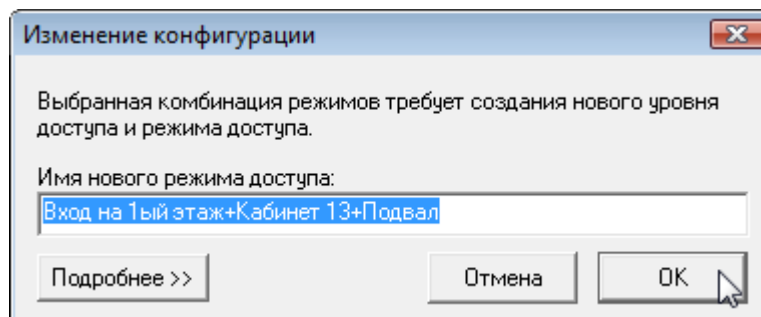 Изменение конфигурации
Выбранная комбинация режимов требует создания нового уровня
доступа и режима доступа.
Имя нового режима доступа:
Вход на 1ый этаж+Кабинет 13+Подвал
Подробнее >> Отмена OK